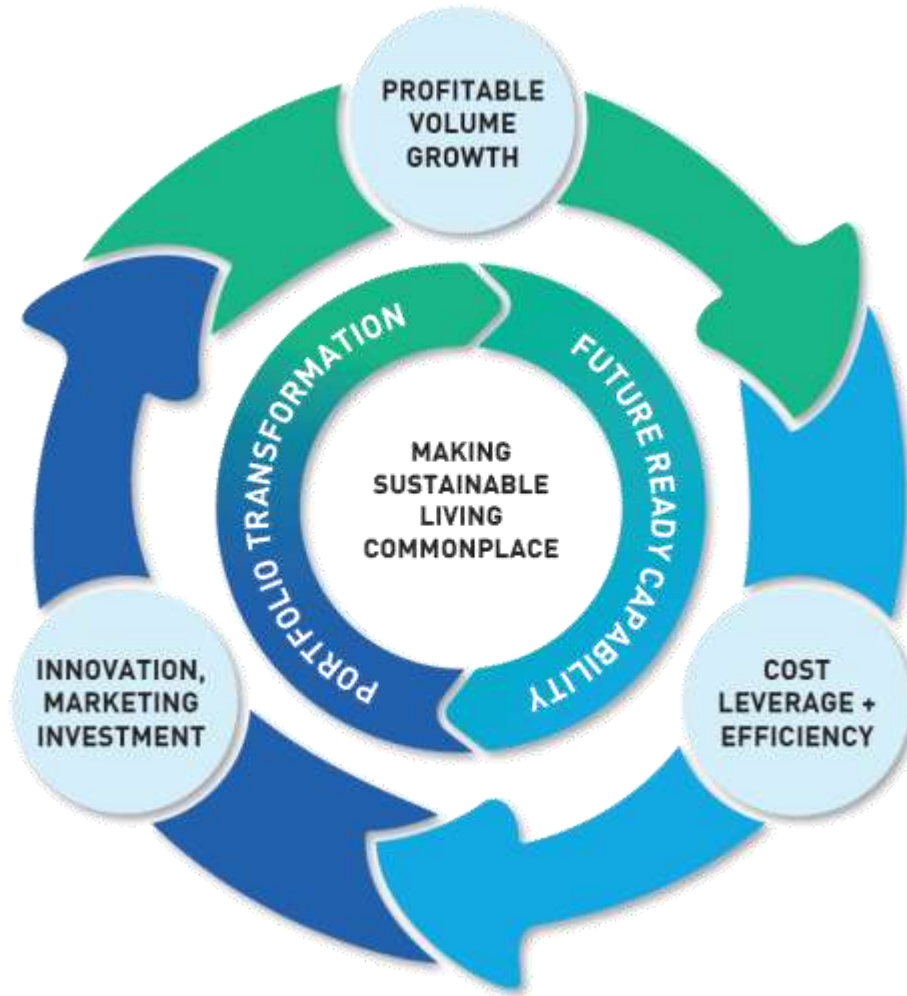 PROFITABLE
VOLUME
GROWTH
PORTFOLIO TRANSFORMATION
FUTURE READY CAPABILITY
MAKING
SUSTAINABLE
LIVING
COMMONPLACE
INNOVATION,
MARKETING
INVESTMENT
COST
LEVERAGE +
EFFICIENCY